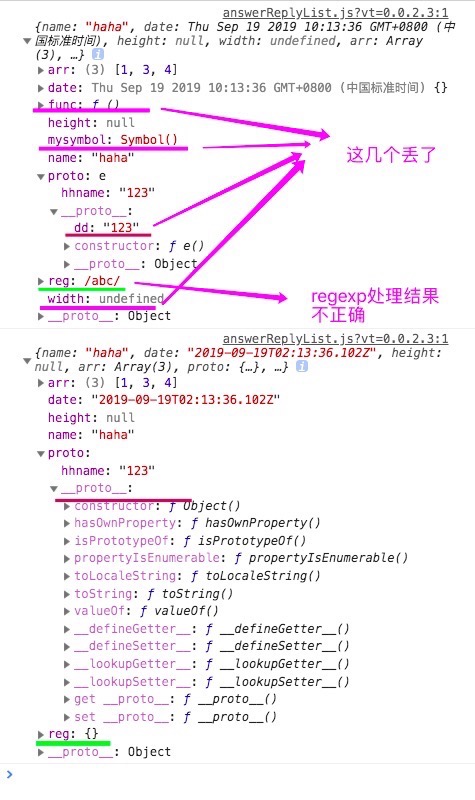 answerReplyList.js?vt=0.0.2.3:1
{name: "haha", date: Thu Sep 19 2019 10:13:36 GMT+0800 (中
国标准时间), height: null, width: undefined, arr: Array
(3), …}
arr: (3) [1, 3, 4]
date: Thu Sep 19 2019 10:13:36 GMT+0800 (中国标准时间) {}
func: ƒ ()
height: null
mysymbol: Symbol()
name: "haha"
proto: e
hhname: "123"
__proto__:
dd: "123"
constructor: ƒ e()
__proto__: Object
reg: /abc/
width: undefined
__proto__: Object
这几个丢了
regexp处理结果
不正确
answerReplyList.js?vt=0.0.2.3:1
{name: "haha", date: "2019-09-19T02:13:36.102Z", height:
null, arr: Array(3), proto: {…}, …}
arr: (3) [1, 3, 4]
date: "2019-09-19T02:13:36.102Z"
height: null
name: "haha"
proto:
hhname: "123"
__proto__:
constructor: ƒ Object()
hasOwnProperty: ƒ hasOwnProperty()
isPrototypeOf: ƒ isPrototypeOf()
propertyIsEnumerable: ƒ propertyIsEnumerable()
toLocaleString: ƒ toLocaleString()
toString: ƒ toString()
valueOf: ƒ valueOf()
__defineGetter__: ƒ __defineGetter__()
__defineSetter__: ƒ __defineSetter__()
__lookupGetter__: ƒ __lookupGetter__()
__lookupSetter__: ƒ __lookupSetter__()
get __proto__: ƒ __proto__()
set __proto__: ƒ __proto__()
reg: {}
__proto__: Object